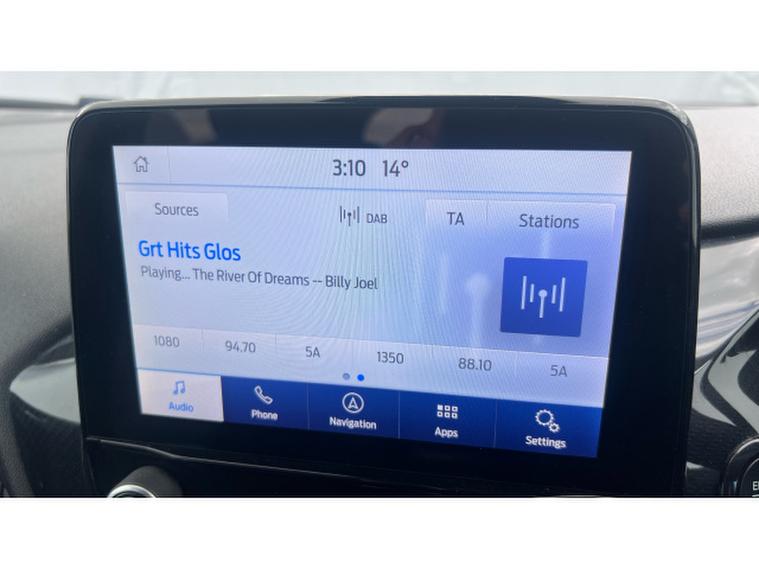 3:10 14°
Sources DAB TA Stations
Grt Hits Glos
Playing... The River Of Dreams -- Billy Joel
1080 94.70 5A 1350 88.10 5A
Audio Phone Navigation Apps Settings